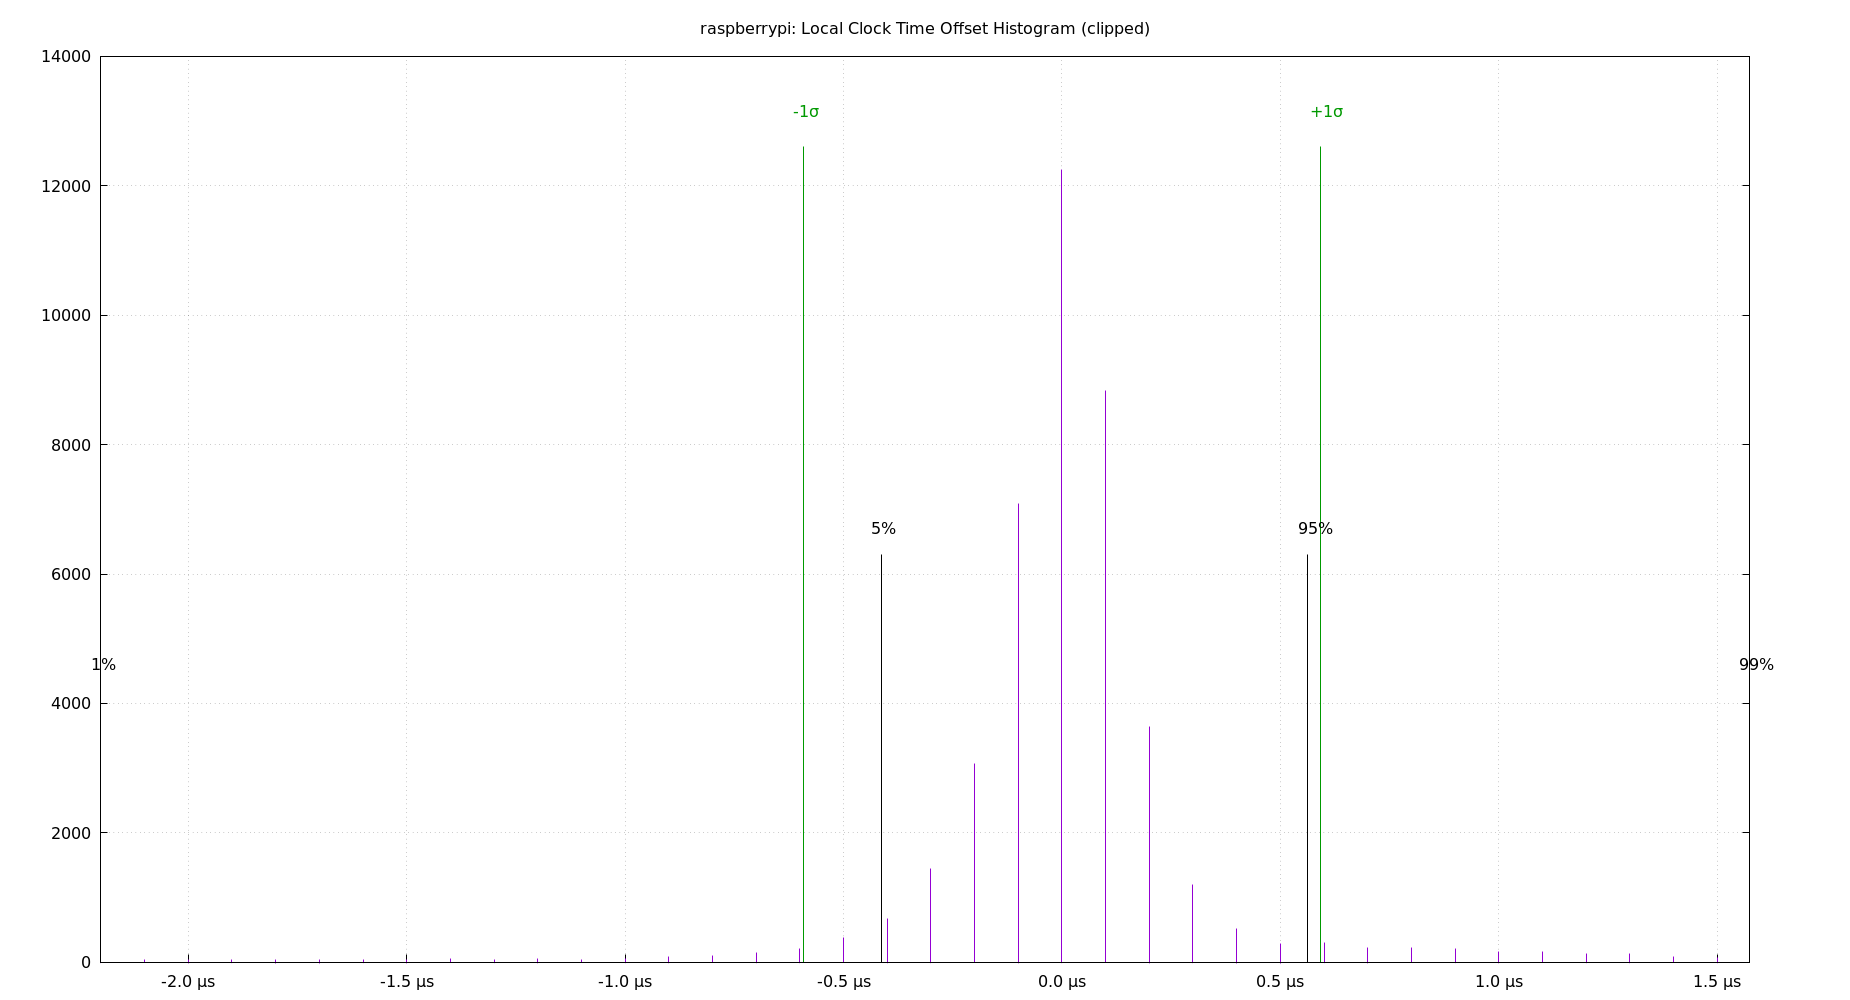 raspberrypi: Local Clock Time Offset Histogram (clipped)
14000
-1σ
+1σ
12000
10000
8000
5%
95%
6000
1%
99%
4000
2000
0
-2.0 μs
-1.5 μs
-1.0 μs
-0.5 μs
0.0 μs
0.5 μs
1.0 μs
1.5 μs